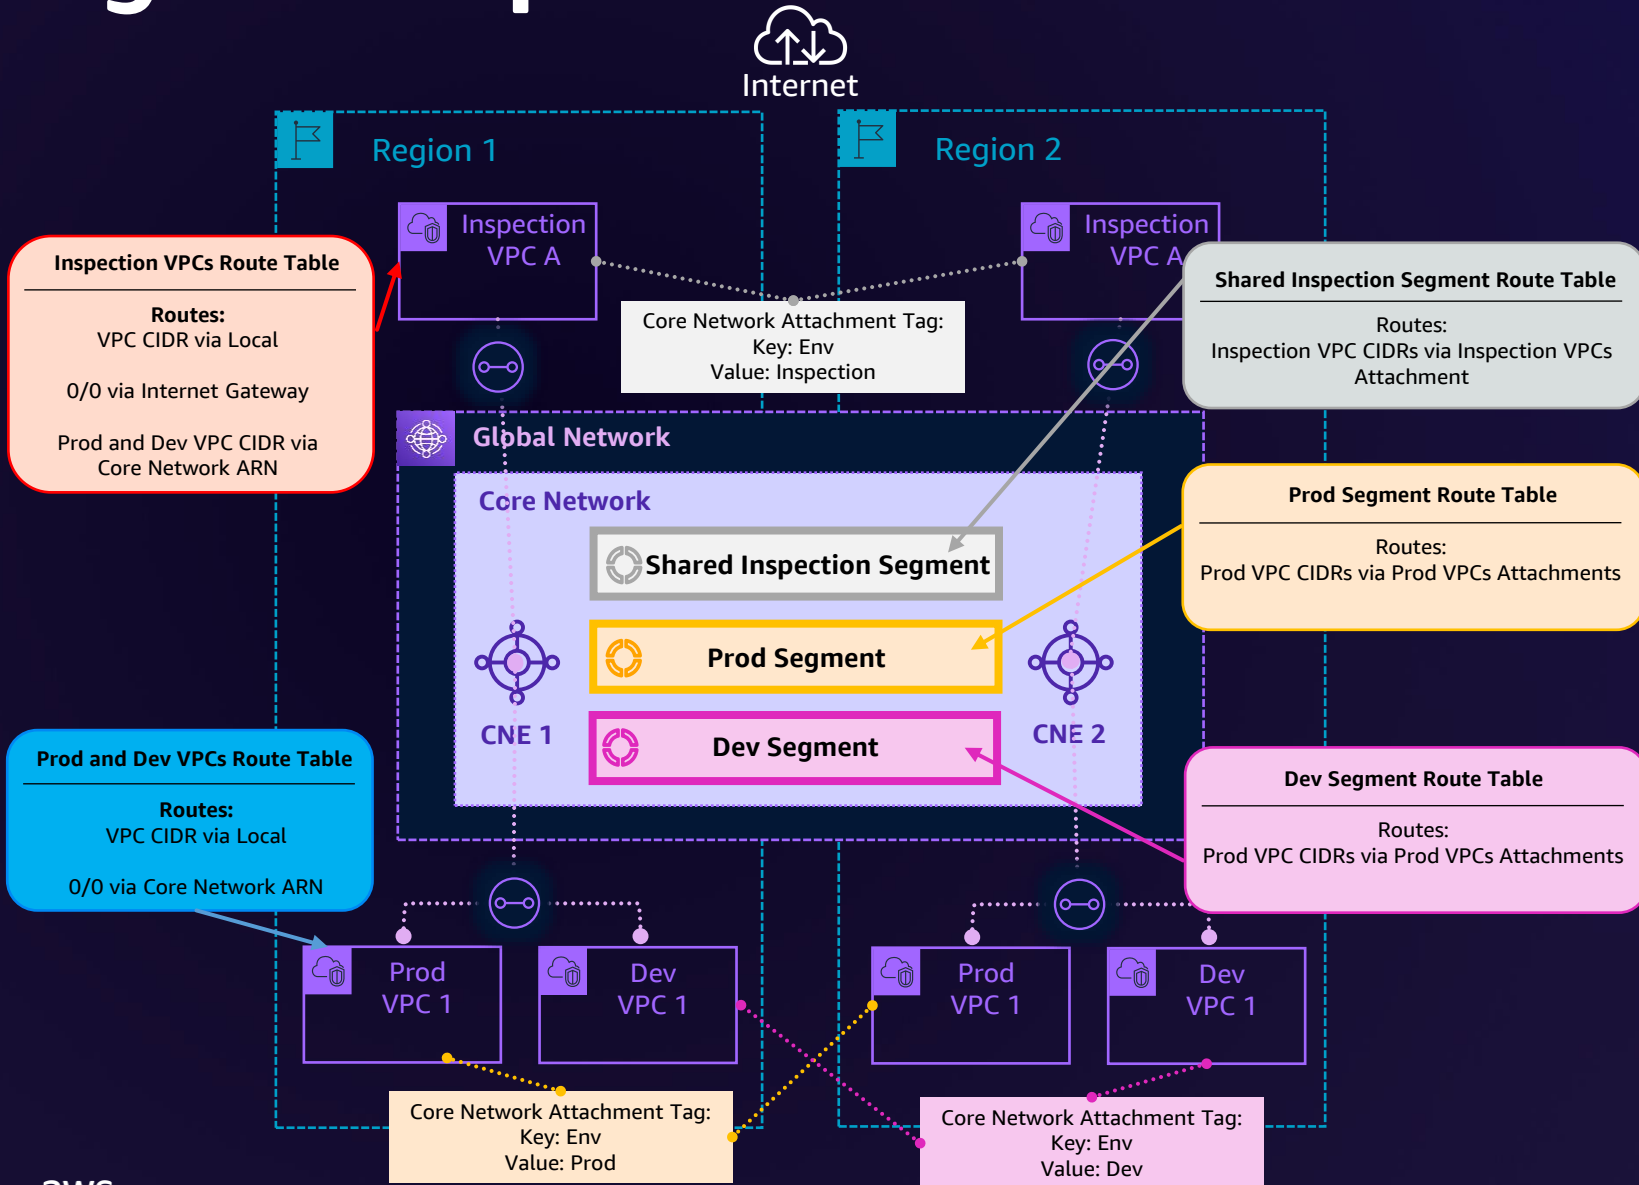 Internet
Region 1
Region 2
Inspection
VPC A
Inspection
VPC A
Inspection VPCs Route Table
Routes:
VPC CIDR via Local
0/0 via Internet Gateway
Prod and Dev VPC CIDR via
Core Network ARN
Core Network Attachment Tag:
Key: Env
Value: Inspection
Shared Inspection Segment Route Table
Routes:
Inspection VPC CIDRs via Inspection VPCs
Attachment
Global Network
Core Network
Shared Inspection Segment
Prod Segment
Dev Segment
CNE 1
CNE 2
Prod Segment Route Table
Routes:
Prod VPC CIDRs via Prod VPCs Attachments
Prod and Dev VPCs Route Table
Routes:
VPC CIDR via Local
0/0 via Core Network ARN
Dev Segment Route Table
Routes:
Prod VPC CIDRs via Prod VPCs Attachments
Prod
VPC 1
Dev
VPC 1
Prod
VPC 1
Dev
VPC 1
Core Network Attachment Tag:
Key: Env
Value: Prod
Core Network Attachment Tag:
Key: Env
Value: Dev
aws